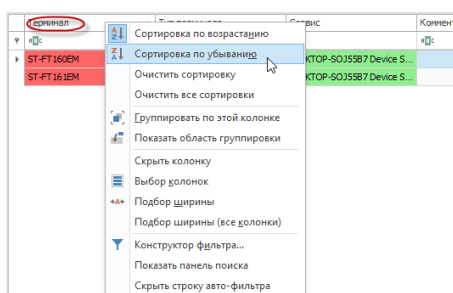 Терминал
Сервис
Коммент
Сортировка по возрастанию
ST-FT160EM
Сортировка по убыванию
KTOP-SOJ55B7 Device S...
ST-FT161EM
Очистить сортировку
KTOP-SOJ55B7 Device S...
Очистить все сортировки
Группировать по этой колонке
Показать область группировки
Скрыть колонку
Выбор колонок
Подбор ширины
Подбор ширины (все колонки)
Конструктор фильтра...
Показать панель поиска
Скрыть строку авто-фильтра